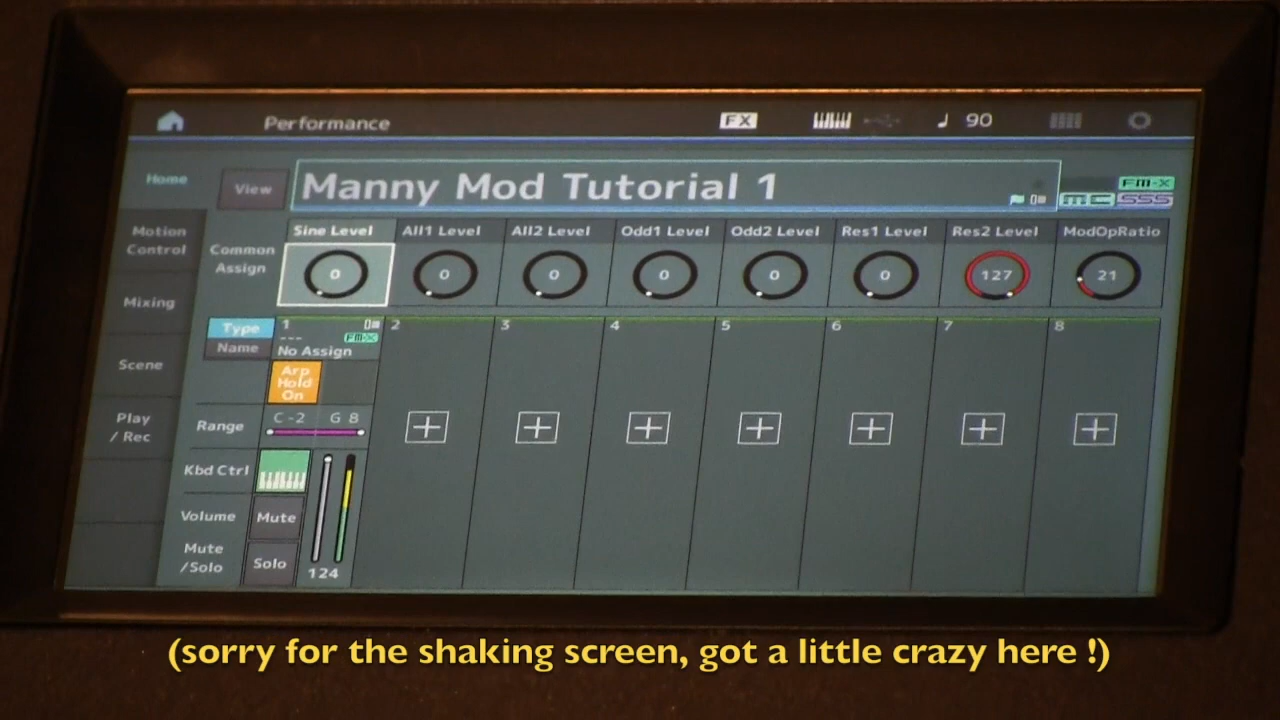 Performance FX 90
Home View Manny Mod Tutorial 1 FM-X
MC SSS
Motion Control
Common Assign
Sine Level All1 Level All2 Level Odd1 Level Odd2 Level Res1 Level Res2 Level ModOpRatio
0 0 0 0 0 0 127 21
Mixing
Type 1 2 3 4 5 6 7 8
--- FM-X
Name No Assign
Scene
Arp Hold On
Play / Rec
Range C -2 G 8
Kbd Ctrl
Volume Mute
Mute /Solo Solo 124
(sorry for the shaking screen, got a little crazy here !)